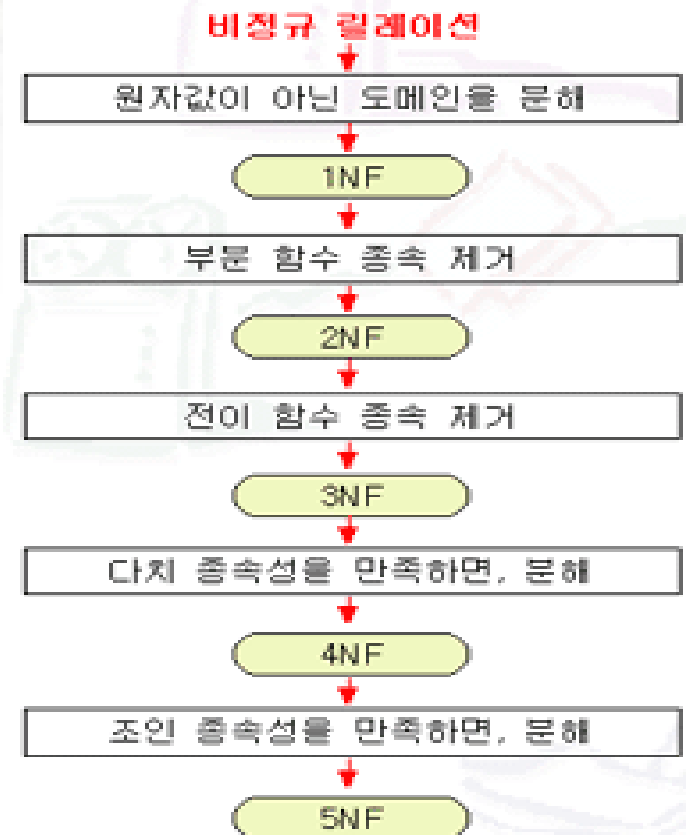 비정규 릴레이션
원자값이 아닌 도메인을 분해
1NF
부분 함수 종속 제거
2NF
전이 함수 종속 제거
3NF
다치 종속성을 만족하면, 분해
4NF
조인 종속성을 만족하면, 분해
5NF